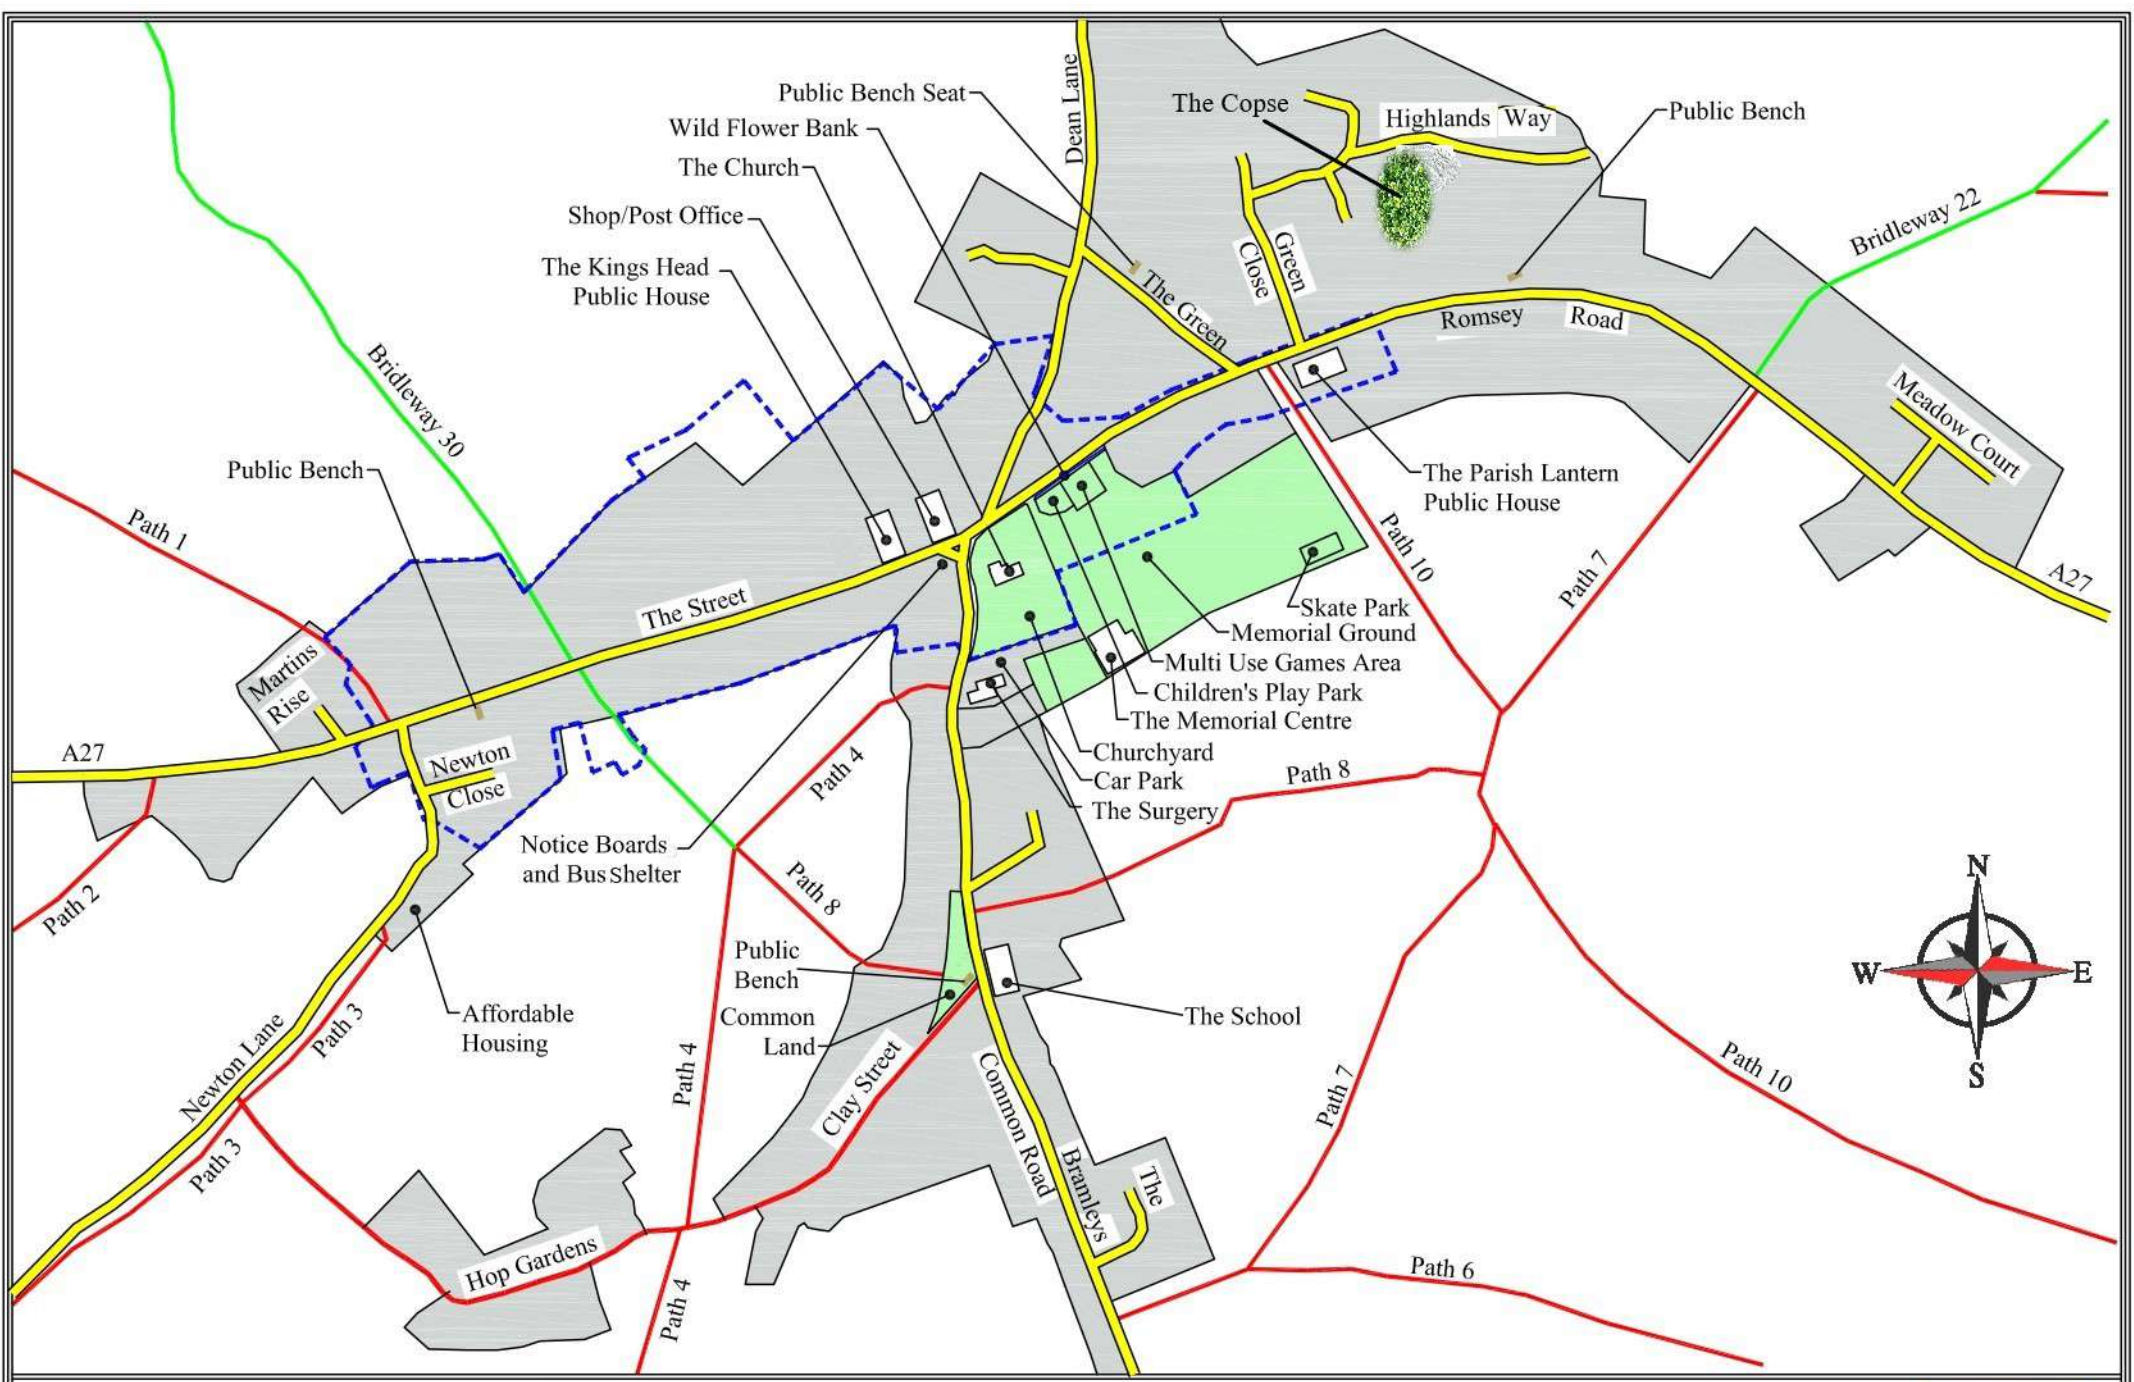 Dean Lane
Public Bench Seat
Wild Flower Bank
The Church
Shop/Post Office
The Kings Head
Public House
The Copse
Highlands Way
Public Bench
Bridleway 22
Green
Close
The Green
Romsey Road
Bridleway 30
Public Bench
Path 1
Meadow Court
The Parish Lantern
Public House
Path 10
Path 7
A27
The Street
Skate Park
Memorial Ground
Multi Use Games Area
Children's Play Park
The Memorial Centre
Churchyard
Car Park
The Surgery
Martins
Rise
A27
Newton
Close
Path 4
Path 8
Notice Boards
and Bus Shelter
Path 8
Path 2
Public
Bench
Common
Land
The School
Affordable
Housing
Path 3
Newton Lane
Path 4
Clay Street
Common Road
Path 7
Path 10
Path 3
The
Bramleys
Hop Gardens
Path 4
Path 6
N
W
E
S